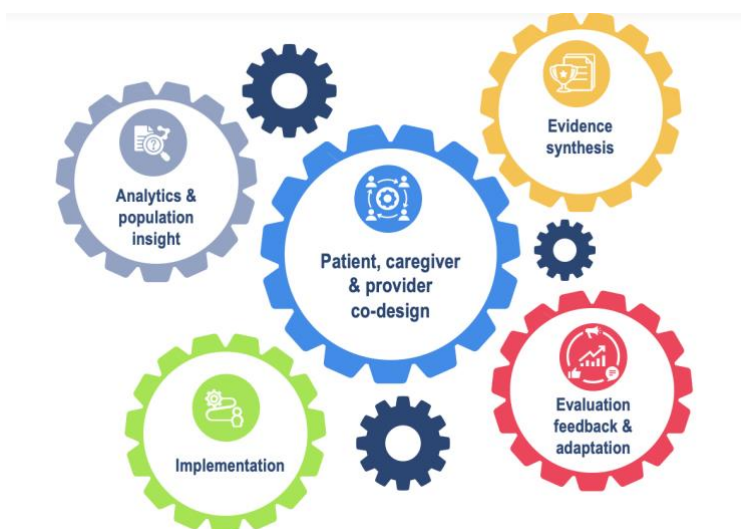 Analytics &
population
insight
Evidence
synthesis
Patient, caregiver
& provider
co-design
Implementation
Evaluation
feedback &
adaptation